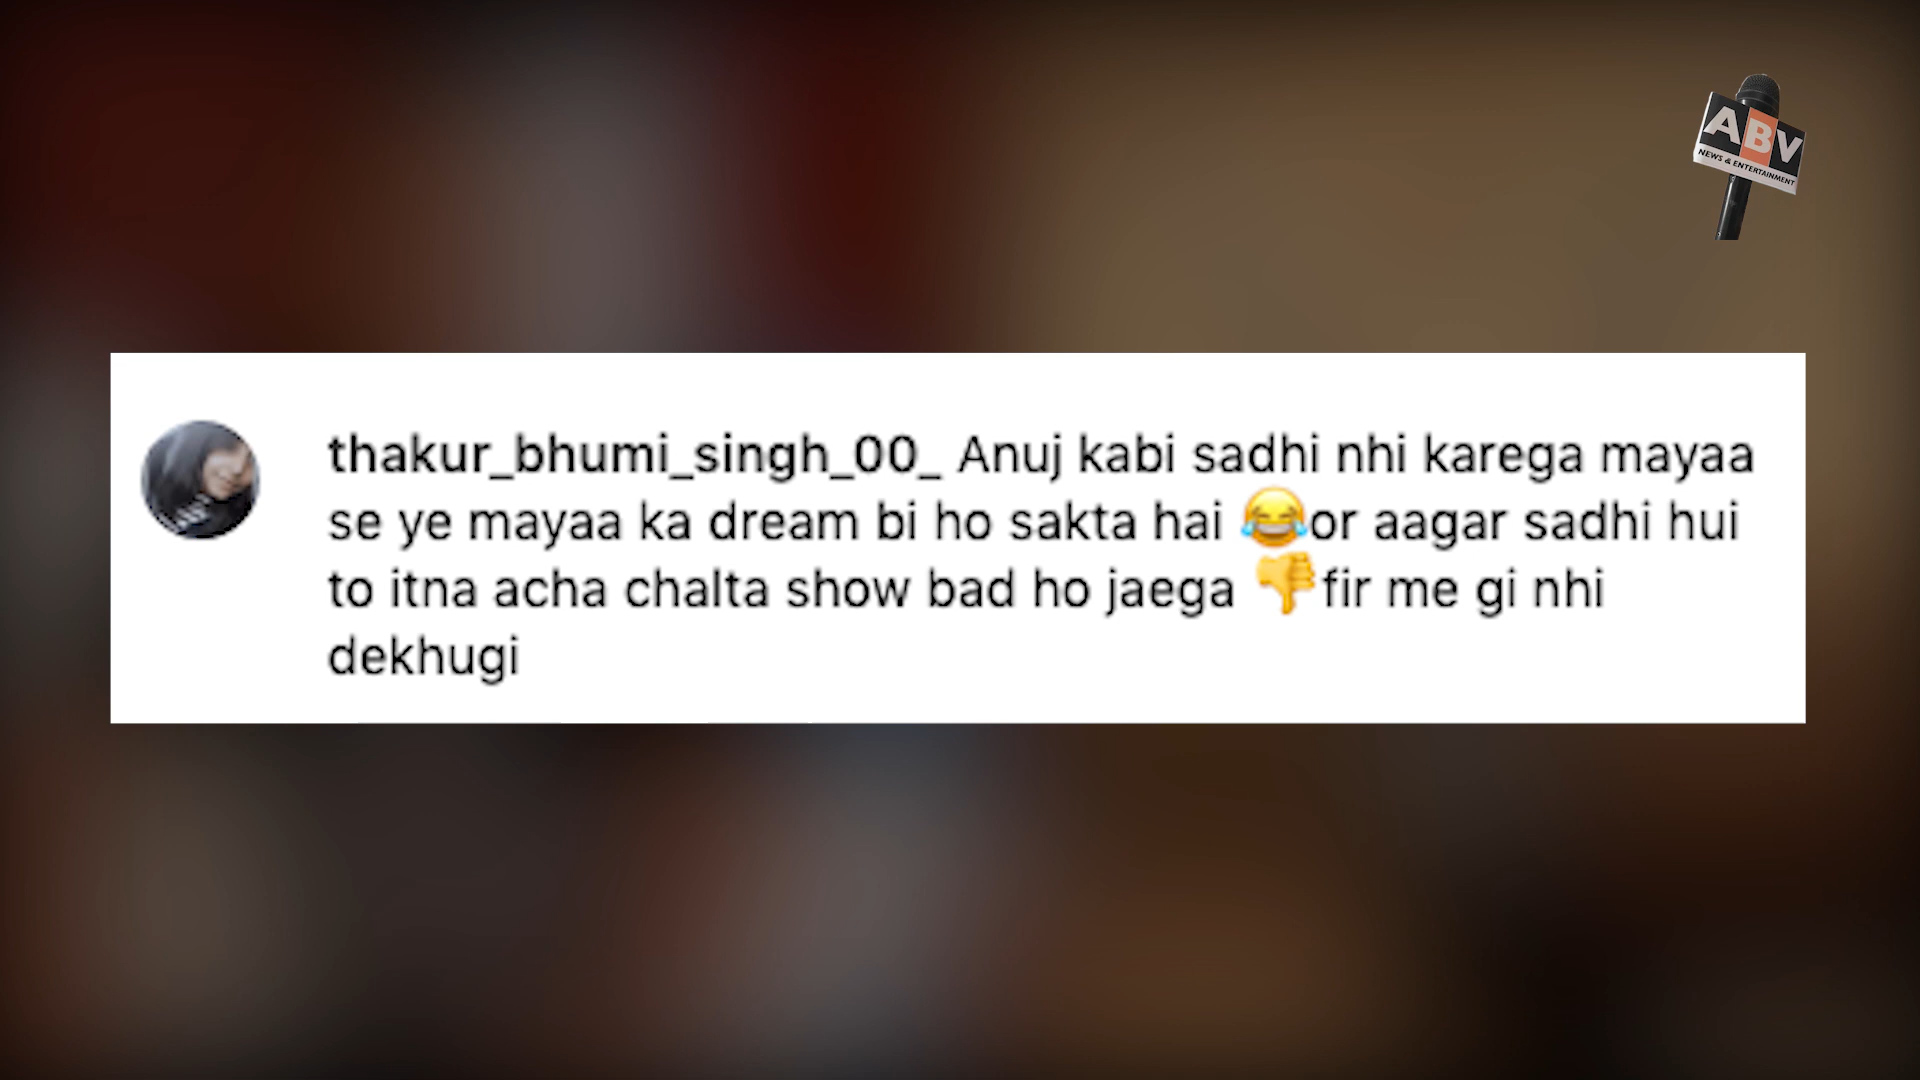 ABV
NEWS & ENTERTAINMENT
thakur_bhumi_singh_00_ Anuj kabi sadhi nhi karega mayaa
se ye mayaa ka dream bi ho sakta hai 😂or aagar sadhi hui
to itna acha chalta show bad ho jaega 👎fir me gi nhi
dekhugi